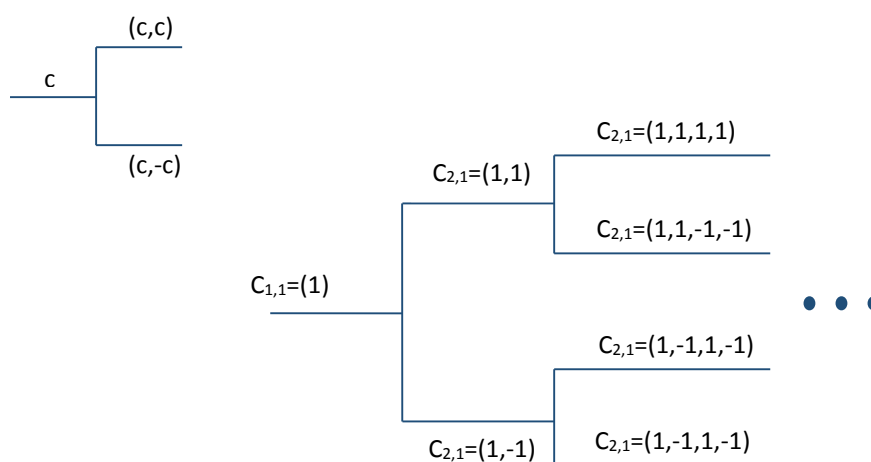 (c,c)
c
(c,-c)
C2,1=(1,1,1,1)
C2,1=(1,1)
C2,1=(1,1,-1,-1)
C1,1=(1)
C2,1=(1,-1,1,-1)
C2,1=(1,-1)
C2,1=(1,-1,1,-1)